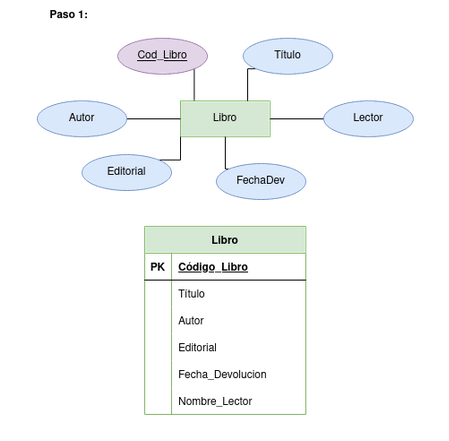 Paso 1:
Cod_Libro
Título
Autor
Libro
Lector
Editorial
FechaDev
Libro
PK Código_Libro
Título
Autor
Editorial
Fecha_Devolucion
Nombre_Lector